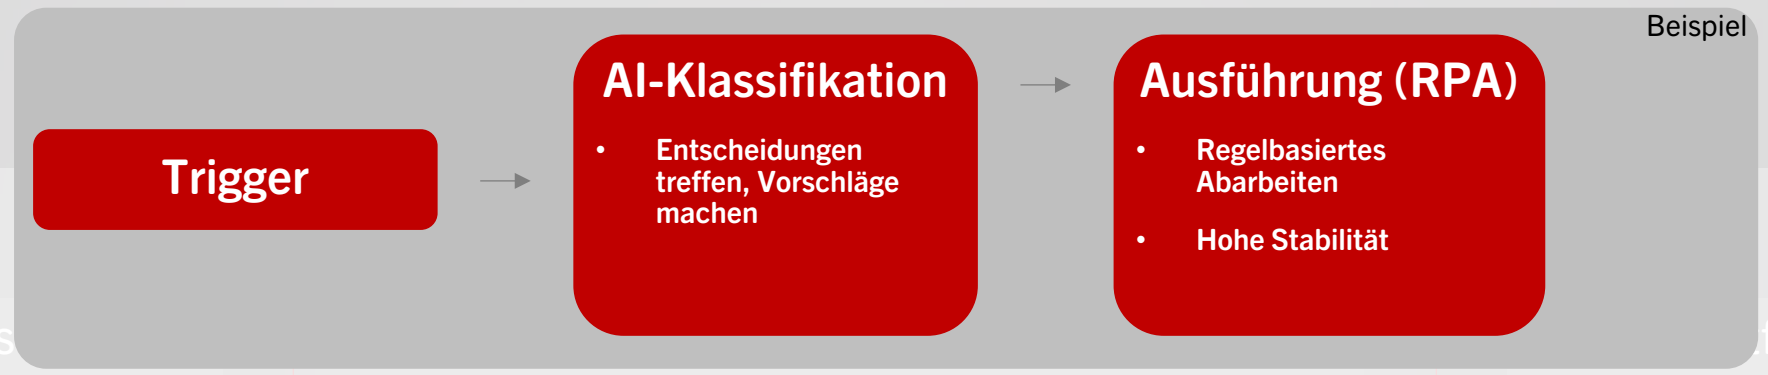 Beispiel
Trigger
AI-Klassifikation
• Entscheidungen
treffen, Vorschläge
machen
Ausführung (RPA)
• Regelbasiertes
Abarbeiten
• Hohe Stabilität